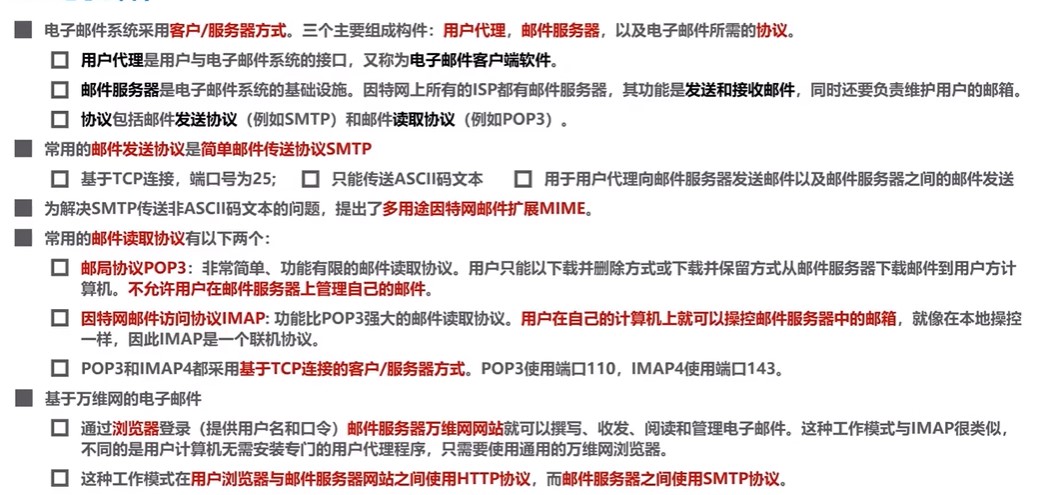 电子邮件系统采用客户/服务器方式。三个主要组成构件：用户代理，邮件服务器，以及电子邮件所需的协议。
用户代理是用户与电子邮件系统的接口，又称为电子邮件客户端软件。
邮件服务器是电子邮件系统的基础设施。因特网上所有的ISP都有邮件服务器，其功能是发送和接收邮件，同时还要负责维护用户的邮箱。
协议包括邮件发送协议（例如SMTP）和邮件读取协议（例如POP3）。
常用的邮件发送协议是简单邮件传送协议SMTP
基于TCP连接，端口号为25; 只能传送ASCII码文本 用于用户代理向邮件服务器发送邮件以及邮件服务器之间的邮件发送
为解决SMTP传送非ASCII码文本的问题，提出了多用途因特网邮件扩展MIME。
常用的邮件读取协议有以下两个：
邮局协议POP3：非常简单、功能有限的邮件读取协议。用户只能以下载并删除方式或下载并保留方式从邮件服务器下载邮件到用户方计
算机。不允许用户在邮件服务器上管理自己的邮件。
因特网邮件访问协议IMAP: 功能比POP3强大的邮件读取协议。用户在自己的计算机上就可以操控邮件服务器中的邮箱，就像在本地操控
一样，因此IMAP是一个联机协议。
POP3和IMAP4都采用基于TCP连接的客户/服务器方式。POP3使用端口110，IMAP4使用端口143。
基于万维网的电子邮件
通过浏览器登录（提供用户名和口令）邮件服务器万维网网站就可以撰写、收发、阅读和管理电子邮件。这种工作模式与IMAP很类似，
不同的是用户计算机无需安装专门的用户代理程序，只需要使用通用的万维网浏览器。
这种工作模式在用户浏览器与邮件服务器网站之间使用HTTP协议，而邮件服务器之间使用SMTP协议。